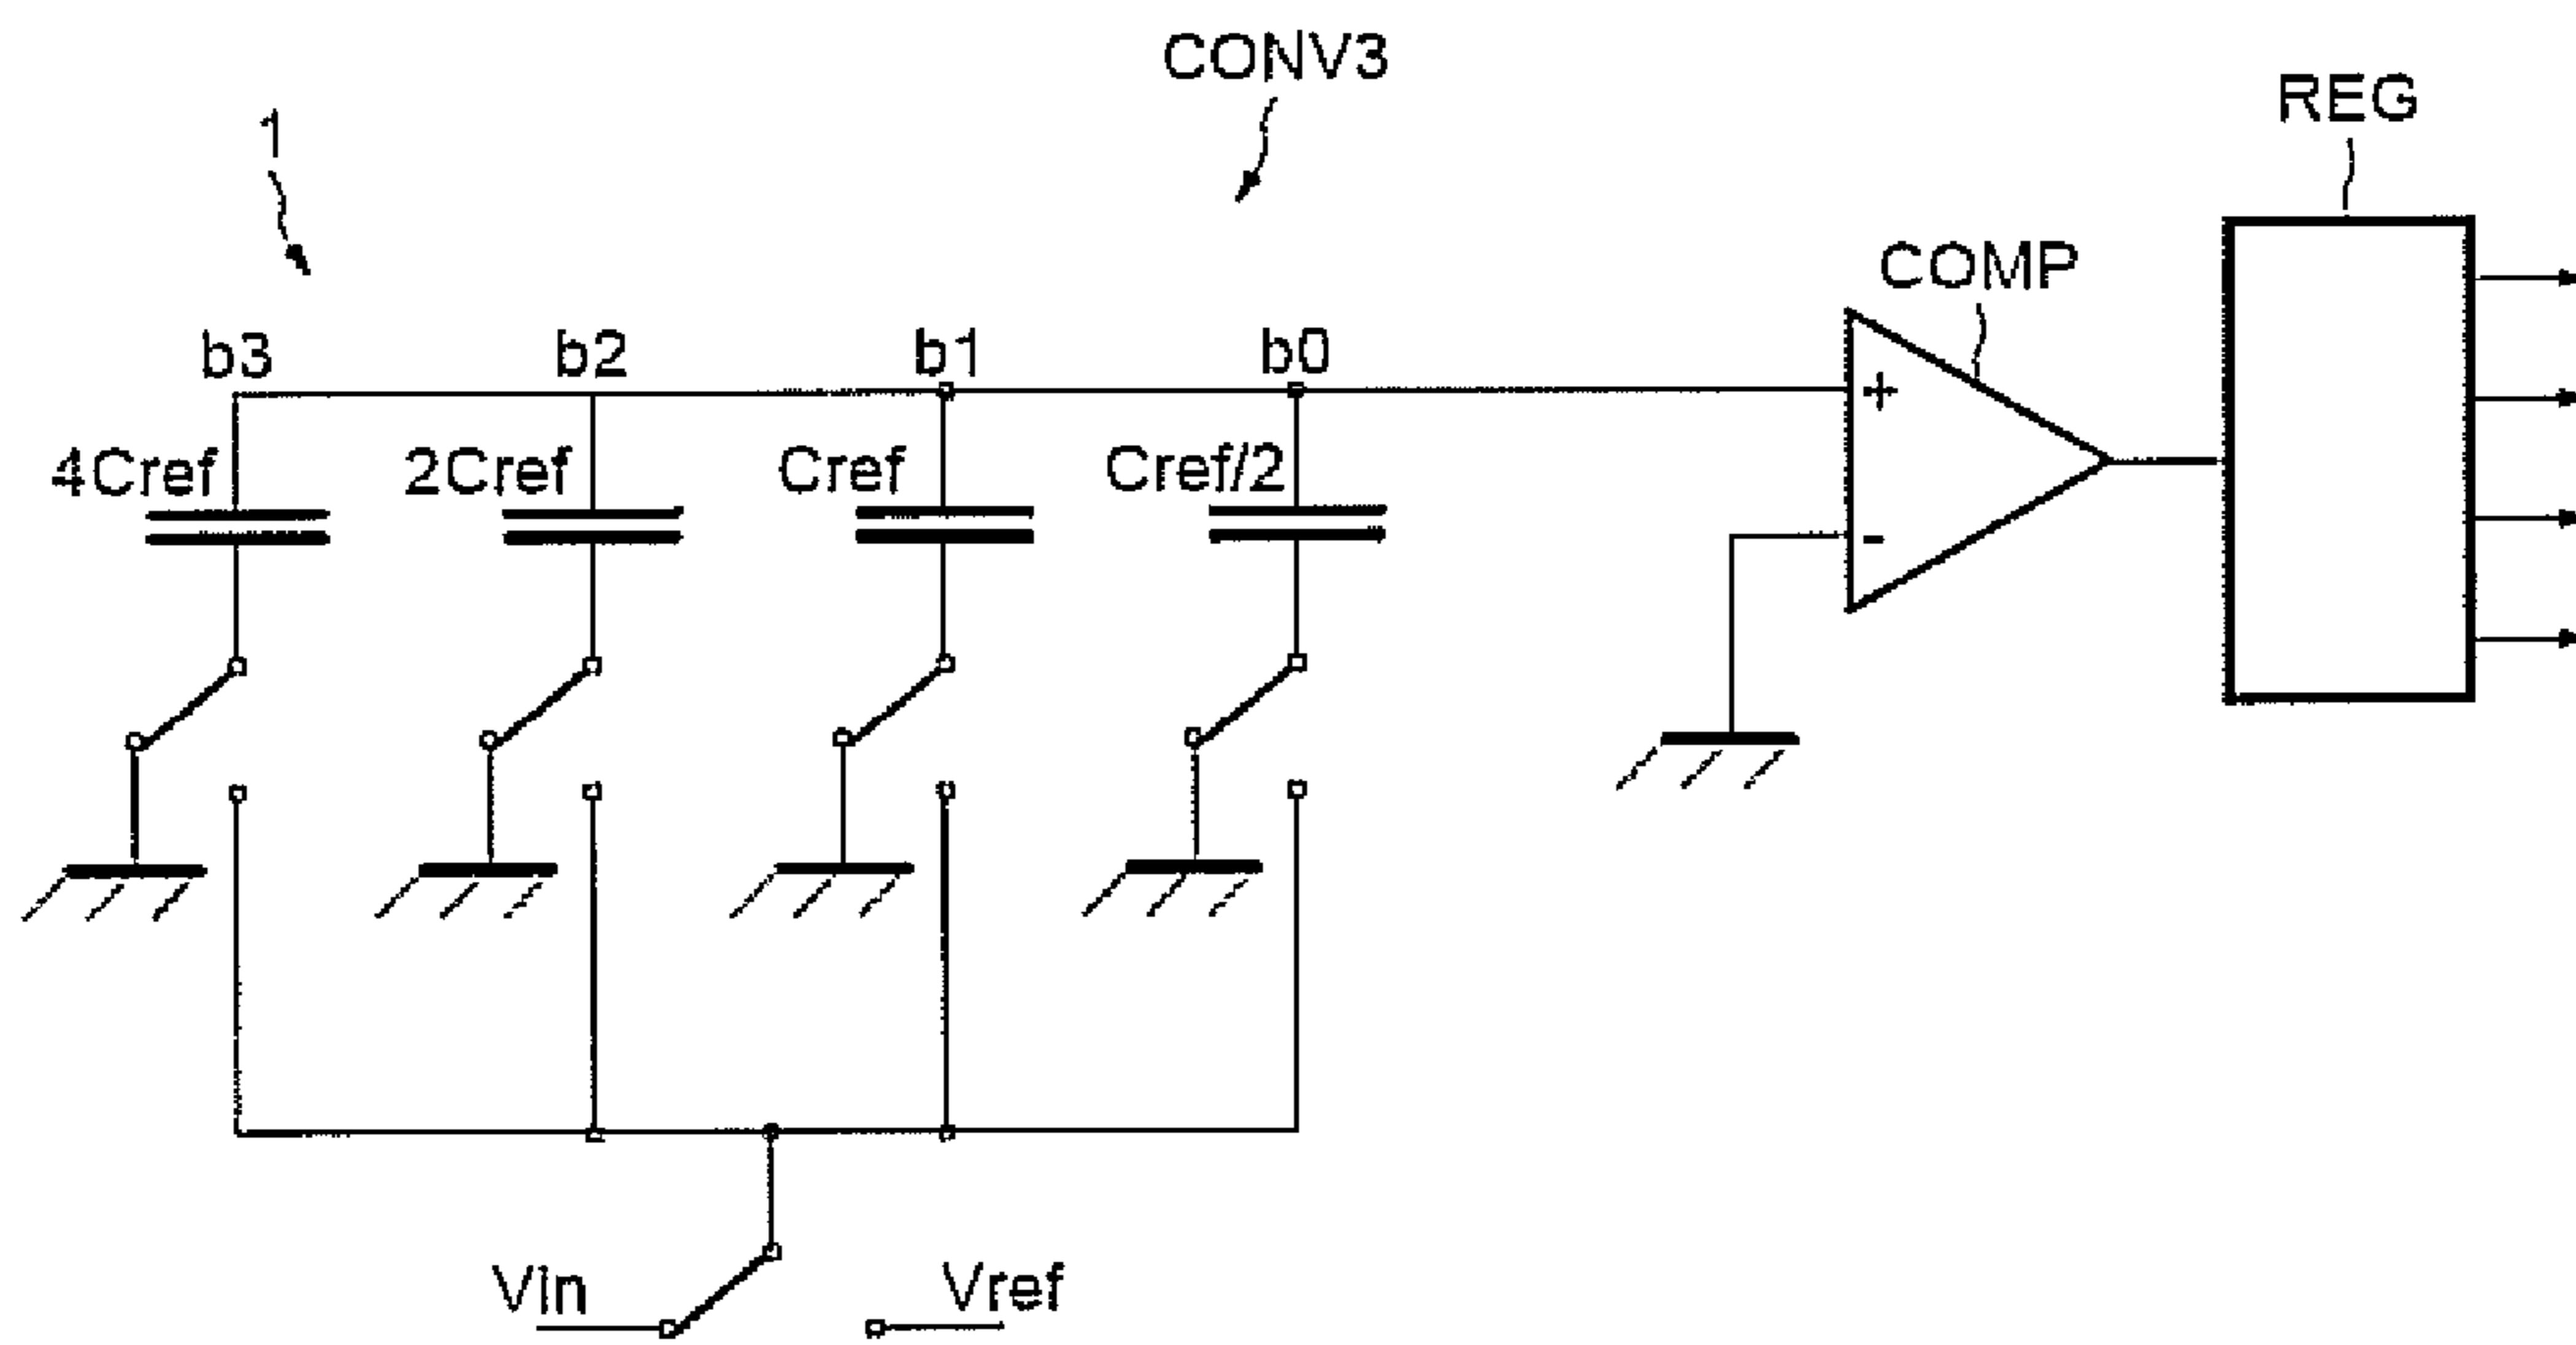 CONV3
REG
1
COMP
b3
b2
b1
b0
+
4Cref
2Cref
Cref
Cref/2
-
Vin
Vref